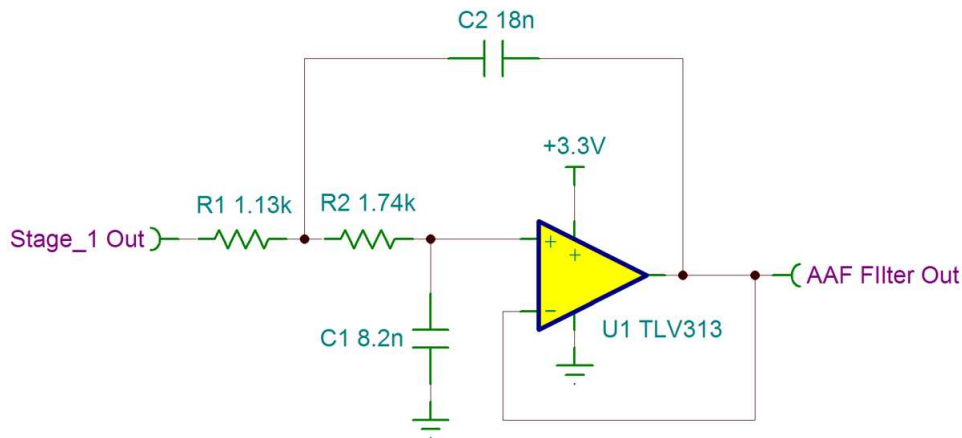 C2 18n
+3.3V
R1 1.13k
R2 1.74k
Stage_1 Out
+
+
−
AAF FIlter Out
U1 TLV313
C1 8.2n